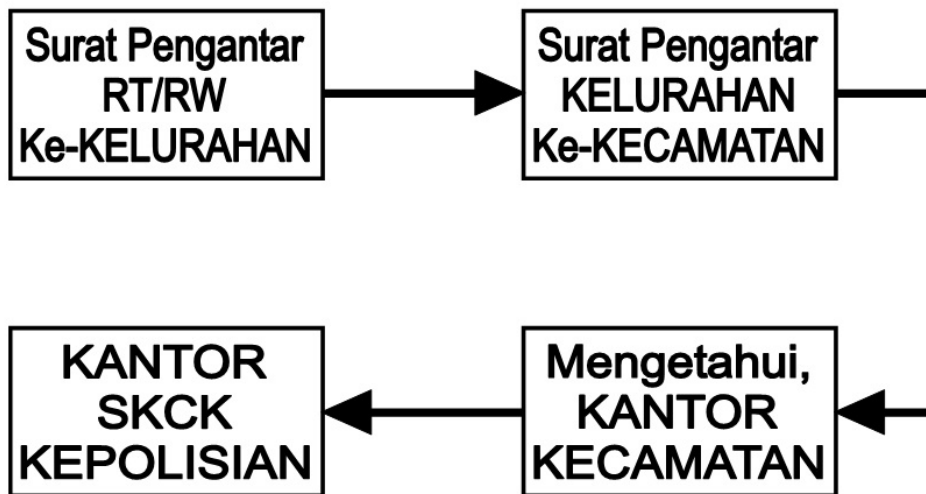 Surat Pengantar
RT/RW
Ke-KELURAHAN
Surat Pengantar
KELURAHAN
Ke-KECAMATAN
Mengetahui,
KANTOR
KECAMATAN
KANTOR
SKCK
KEPOLISIAN